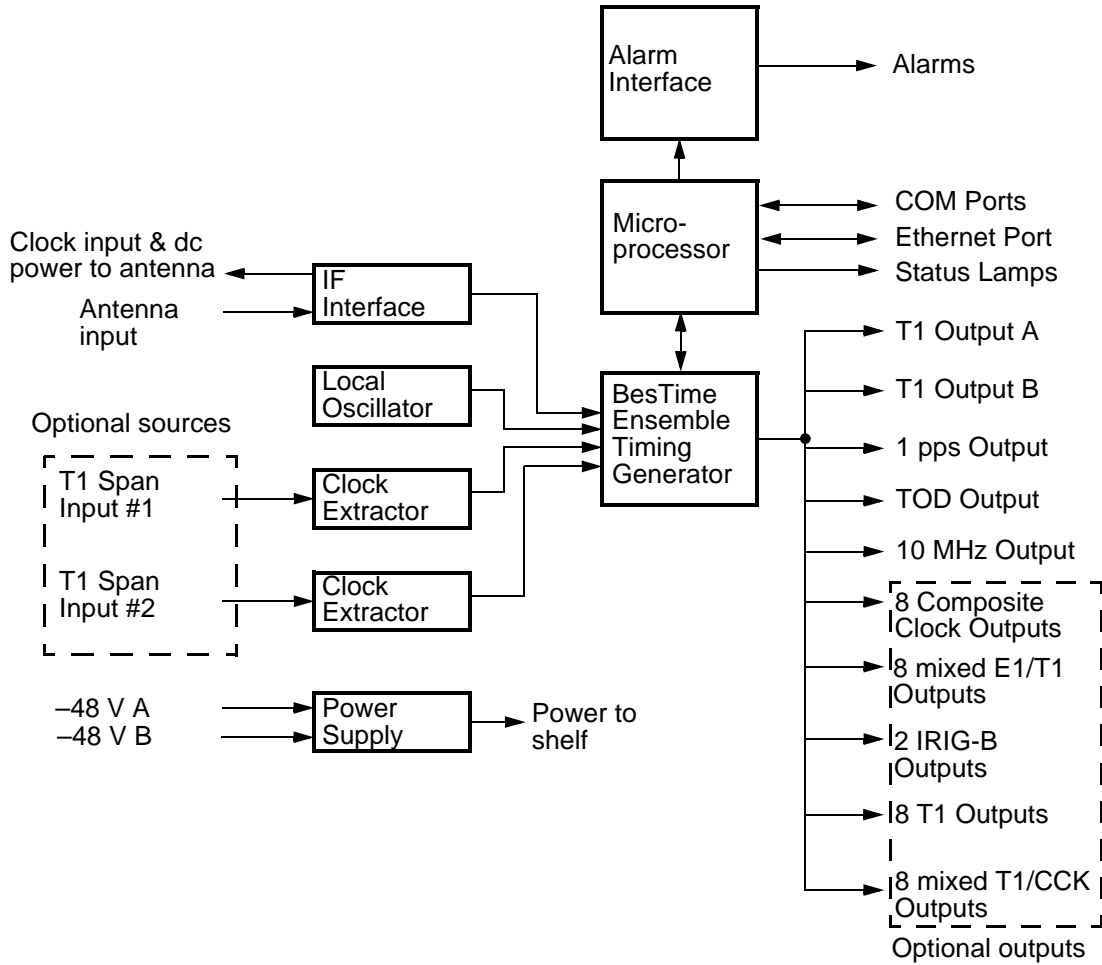 Alarm
Interface
Alarms
Micro-
processor
COM Ports
Ethernet Port
Status Lamps
Clock input & dc
power to antenna
Antenna
input
IF
Interface
Local
Oscillator
Optional sources
T1 Span
Input #1
Clock
Extractor
T1 Span
Input #2
Clock
Extractor
BesTime
Ensemble
Timing
Generator
T1 Output A
T1 Output B
1 pps Output
TOD Output
10 MHz Output
8 Composite
Clock Outputs
8 mixed E1/T1
Outputs
2 IRIG-B
Outputs
8 T1 Outputs
8 mixed T1/CCK
Outputs
Optional outputs
–48 V A
–48 V B
Power
Supply
Power to
shelf